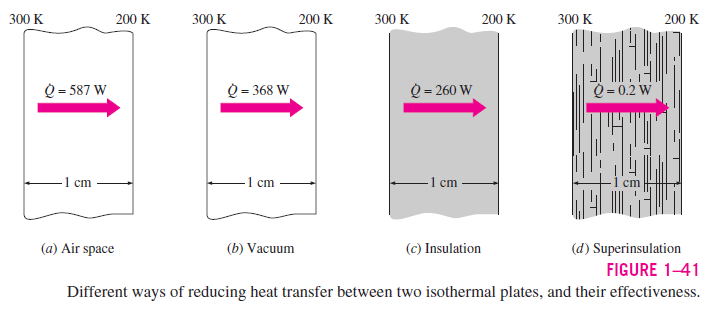 300 K 200 K 300 K 200 K 300 K 200 K 300 K 200 K
Q̇ = 587 W Q̇ = 368 W Q̇ = 260 W Q̇ = 0.2 W
1 cm 1 cm 1 cm 1 cm
(a) Air space (b) Vacuum (c) Insulation (d) Superinsulation
FIGURE 1–41
Different ways of reducing heat transfer between two isothermal plates, and their effectiveness.